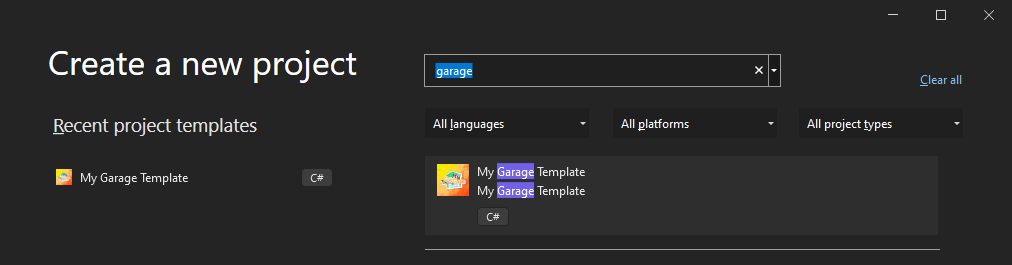 Create a new project
garage
Clear all
Recent project templates
All languages
All platforms
All project types
My Garage Template
C#
My Garage Template
My Garage Template
C#